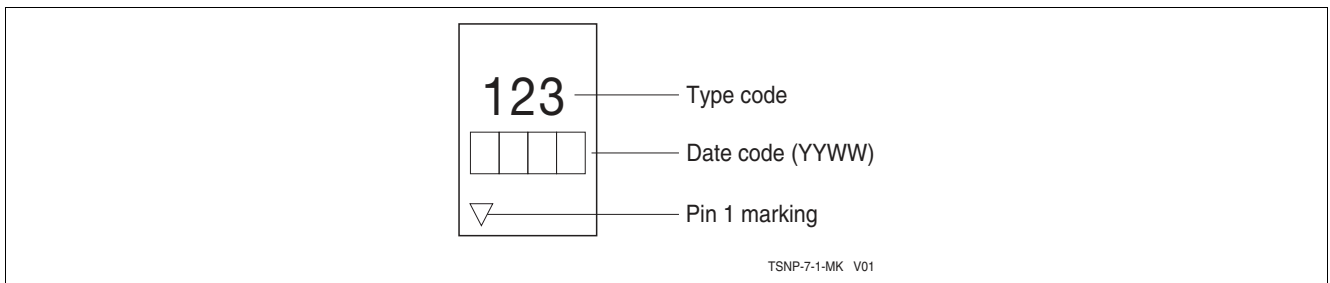 123 Type code
Date code (YYWW)
Pin 1 marking
TSNP-7-1-MK V01